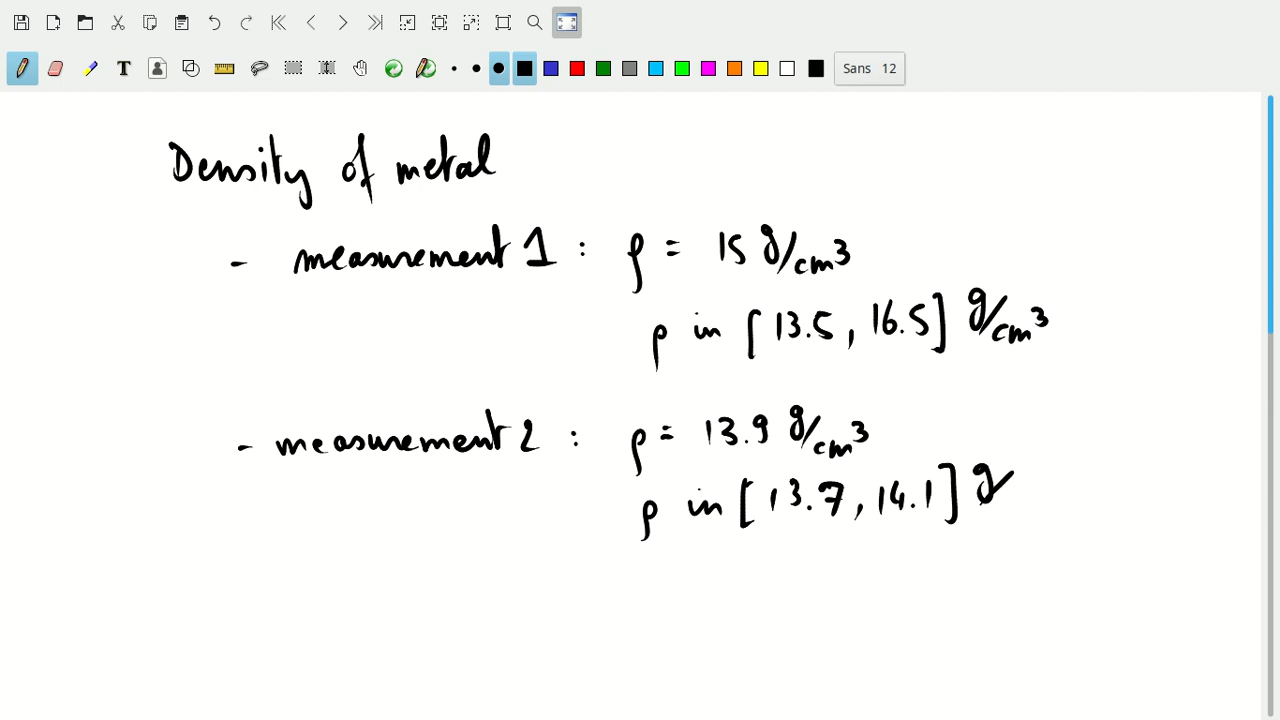 T Sans 12
Density of metal
- measurement 1 : ρ = 15 g/cm3
ρ in [13.5, 16.5] g/cm3
- measurement 2 : ρ = 13.9 g/cm3
ρ in [13.7, 14.1] g